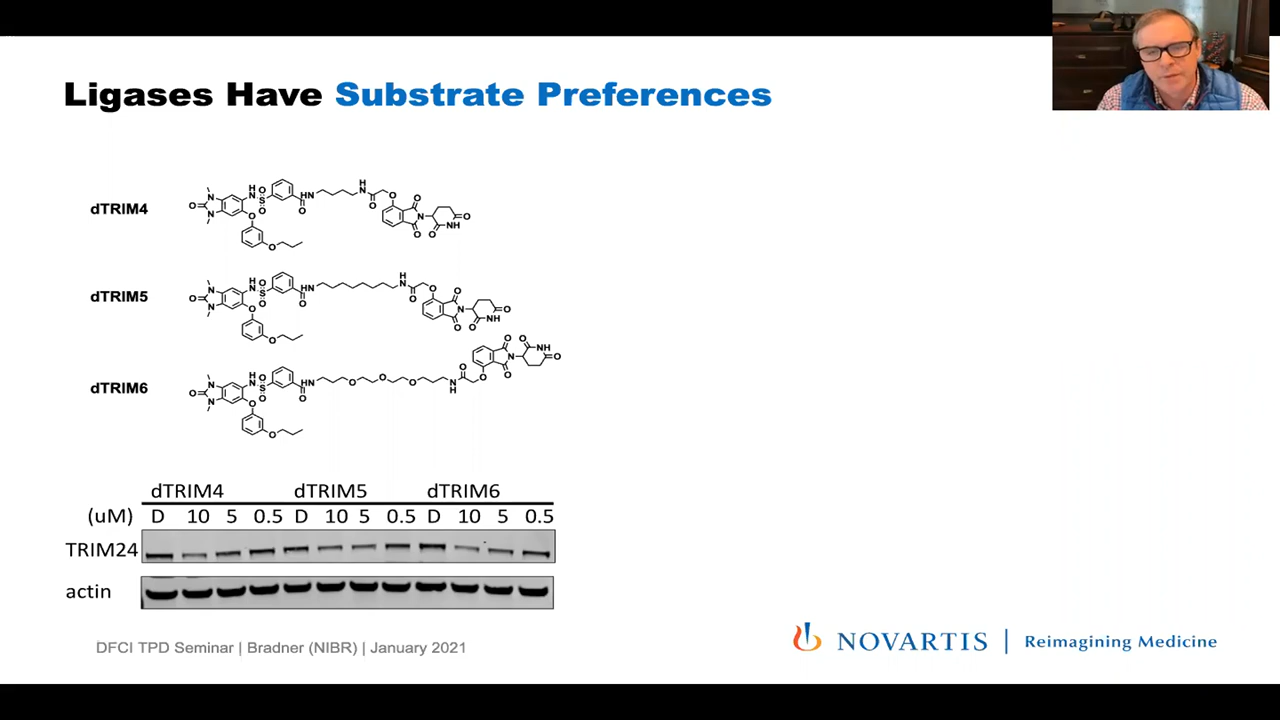 Ligases Have Substrate Preferences
dTRIM4
dTRIM5
dTRIM6
dTRIM4 dTRIM5 dTRIM6
(uM) D 10 5 0.5 D 10 5 0.5 D 10 5 0.5
TRIM24
actin
DFCI TPD Seminar | Bradner (NIBR) | January 2021
NOVARTIS | Reimagining Medicine